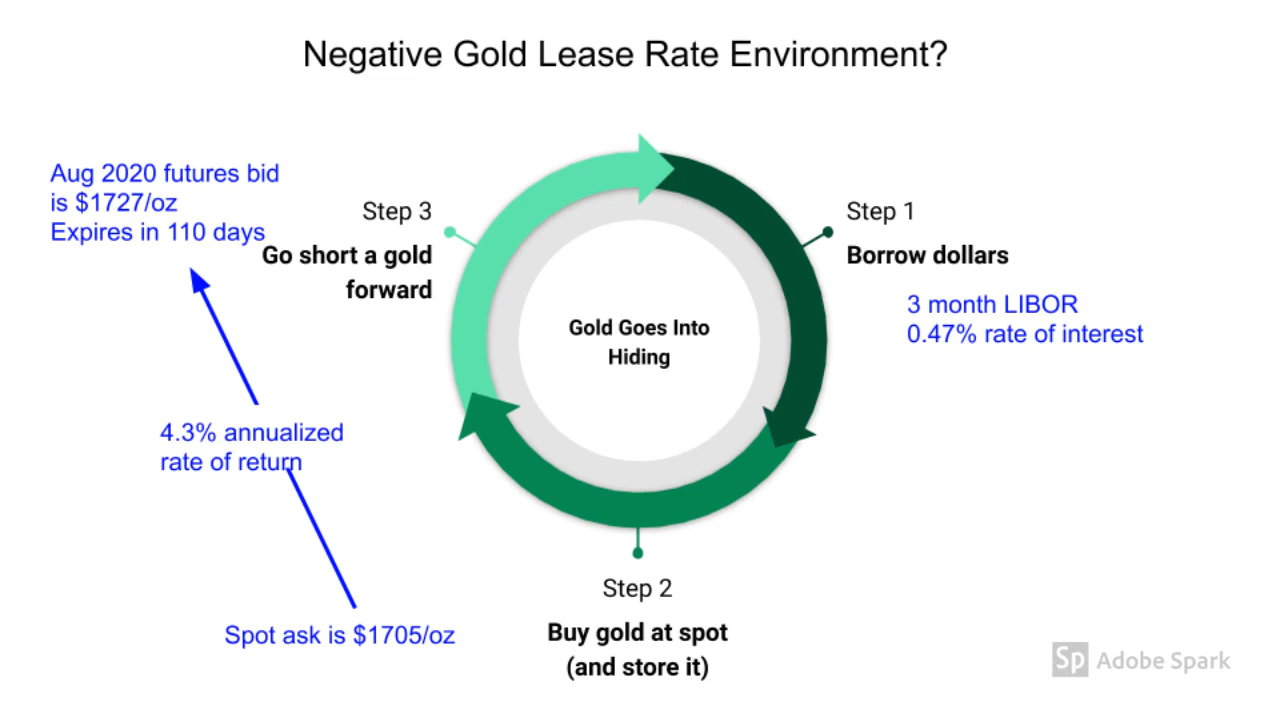 Negative Gold Lease Rate Environment?
Aug 2020 futures bid
is $1727/oz
Expires in 110 days
Step 3
Go short a gold
forward
Step 1
Borrow dollars
3 month LIBOR
0.47% rate of interest
Gold Goes Into
Hiding
4.3% annualized
rate of return
Spot ask is $1705/oz
Step 2
Buy gold at spot
(and store it)
Sp Adobe Spark